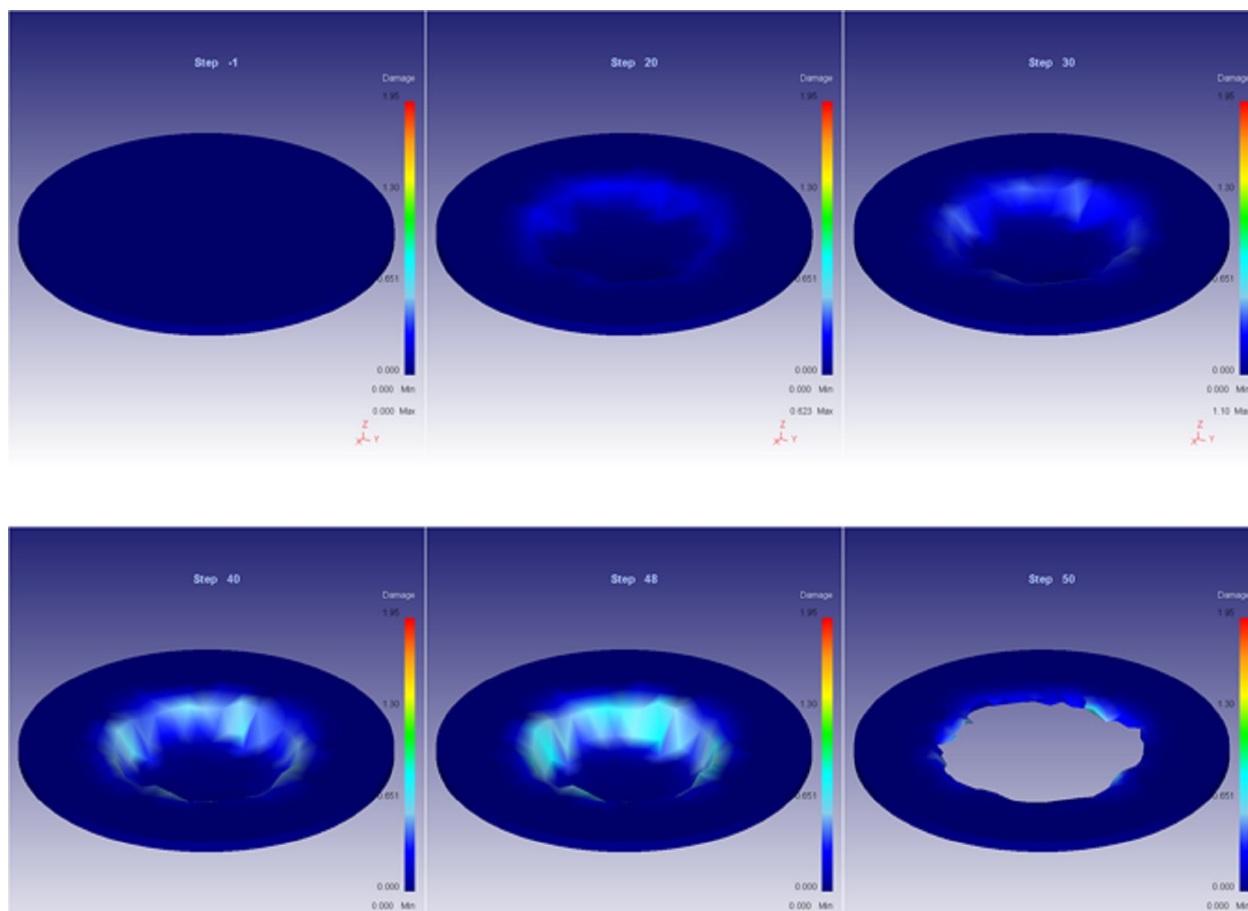 Step -1
Damage
1.95
1.30
0.651
0.000
0.000 Min
0.000 Max
Z
X Y
Step 20
Damage
1.95
1.30
0.651
0.000
0.000 Min
0.623 Max
Z
X Y
Step 30
Damage
1.95
1.30
0.651
0.000
0.000 Min
1.10 Max
Z
X Y
Step 40
Damage
1.95
1.30
0.651
0.000
0.000 Min
Step 48
Damage
1.95
1.30
0.651
0.000
0.000 Min
Step 50
Damage
1.95
1.30
0.651
0.000
0.000 Min